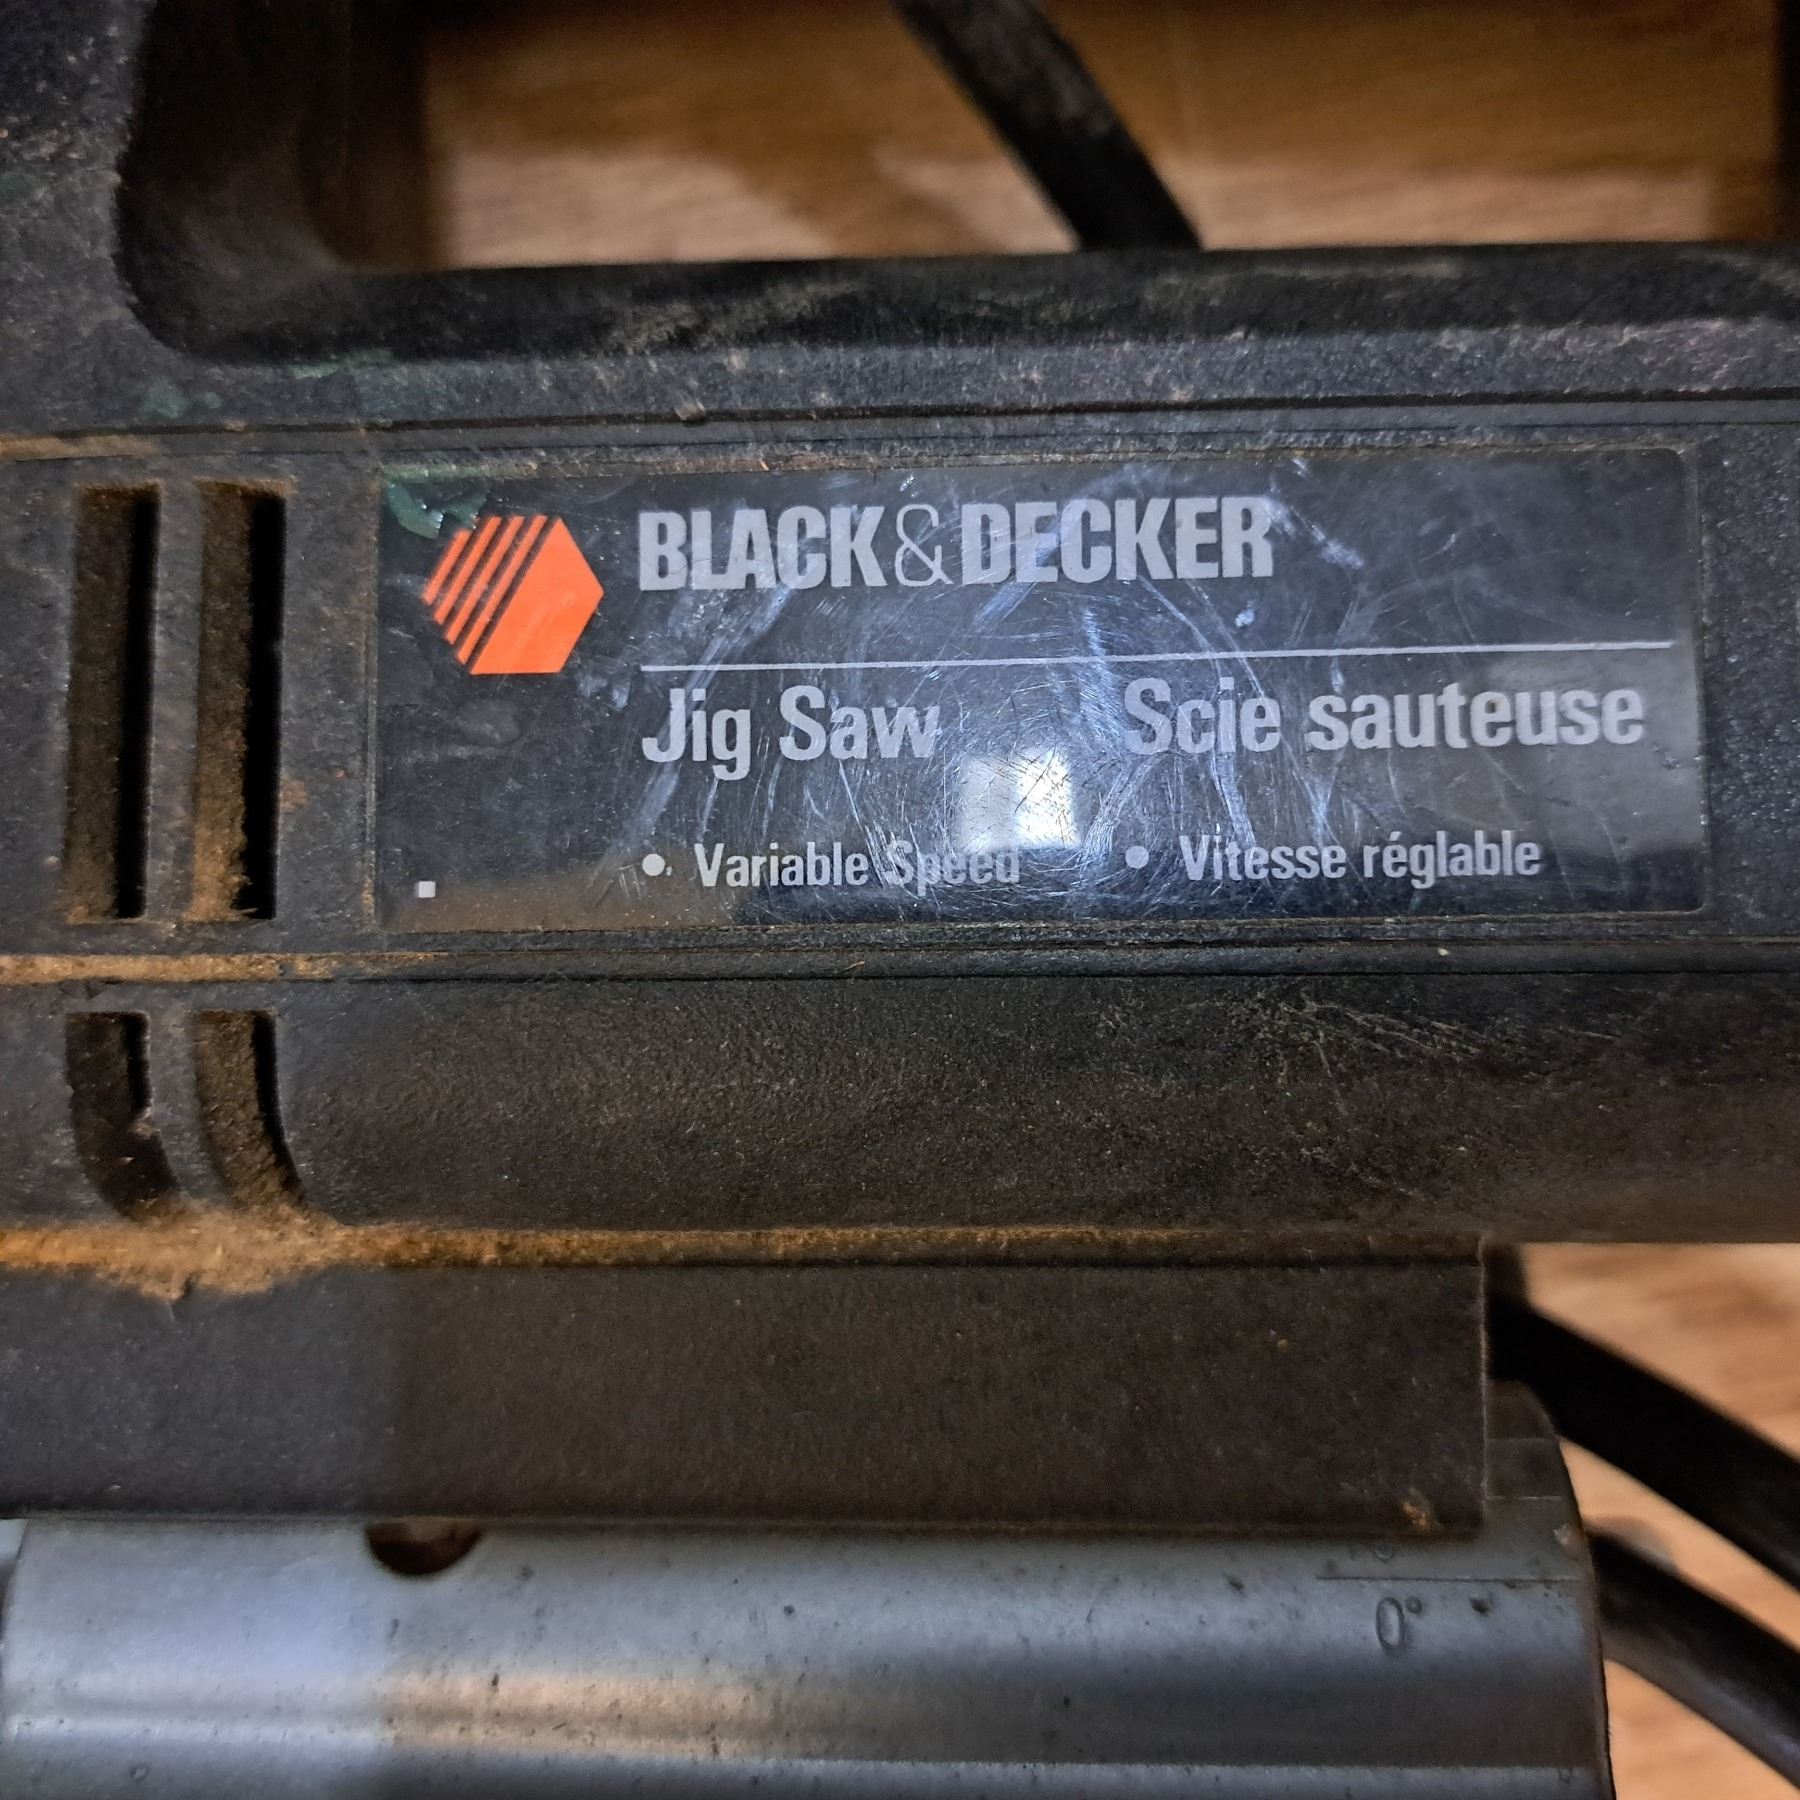 BLACK&DECKER
Jig Saw Scie sauteuse
• Variable Speed • Vitesse réglable
0°